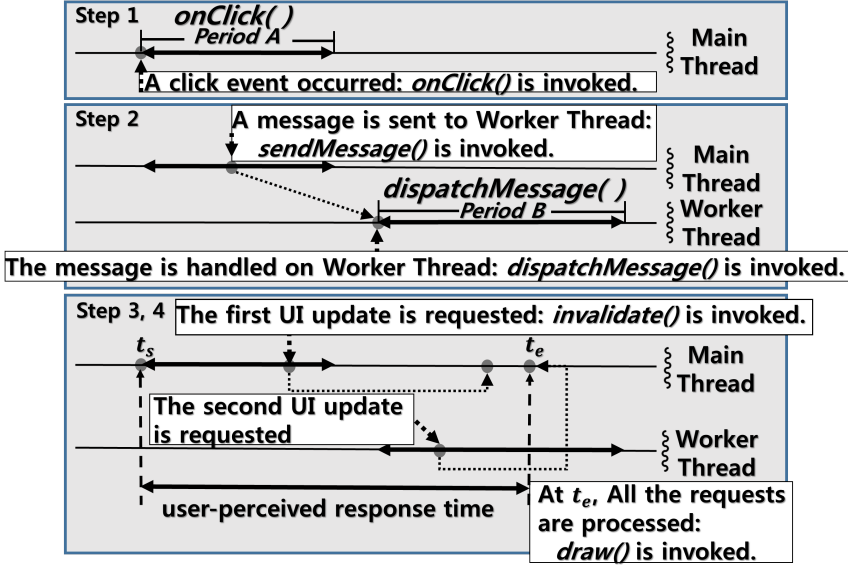 Step 1
onClick( )
Period A
Main
Thread
A click event occurred: onClick() is invoked.
Step 2
A message is sent to Worker Thread:
sendMessage() is invoked.
Main
Thread
dispatchMessage( )
Period B
Worker
Thread
The message is handled on Worker Thread: dispatchMessage() is invoked.
Step 3, 4
The first UI update is requested: invalidate() is invoked.
ts
te
Main
Thread
The second UI update
is requested
Worker
Thread
user-perceived response time
At te, All the requests
are processed:
draw() is invoked.